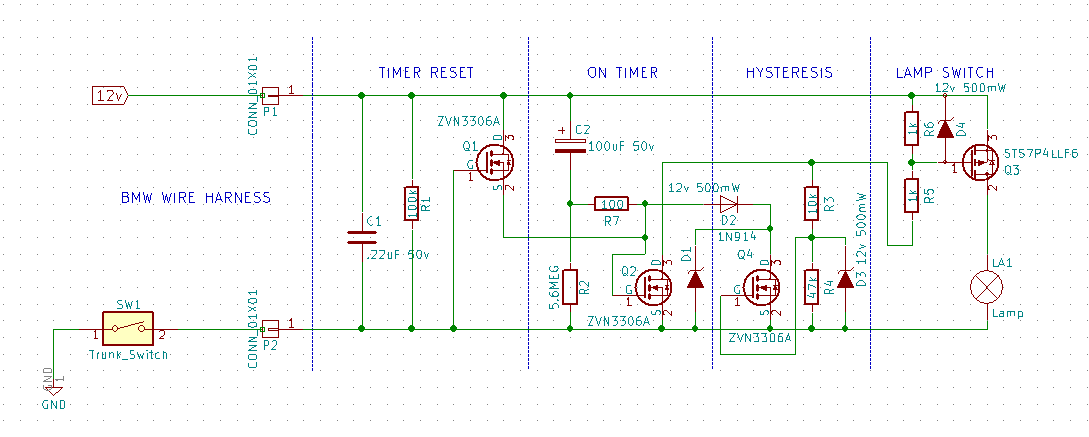 TIMER RESET
ON TIMER
HYSTERESIS
LAMP SWITCH
12v
CONN_01X01
1
P1
ZVN3306A
Q1
D
3
G
1
S
2
+
C2
100uF 50v
12v 500mW
1k
R6
D4
1
3
STS7P4LLF6
Q3
2
1k
R5
BMW WIRE HARNESS
100k
R1
C1
.22uF 50v
100
R7
12v 500mW
D2
1N914
10k
R3
D1
Q4
D
3
G
1
S
2
ZVN3306A
5.6MEG
R2
Q2
D
3
G
1
S
2
ZVN3306A
47k
R4
D3 12v 500mW
LA1
Lamp
SW1
1
2
Trunk_Switch
CONN_01X01
1
P2
GND
1
GND